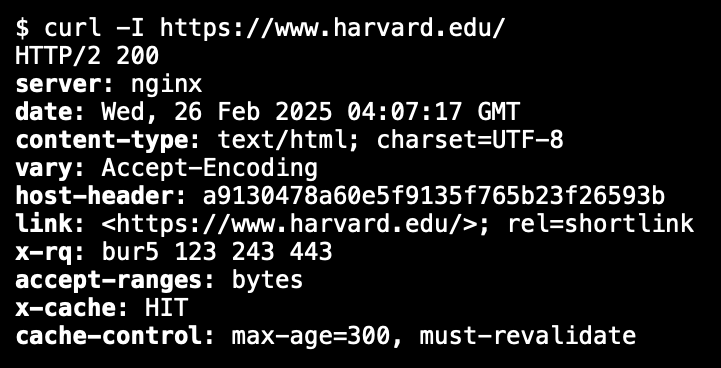 $ curl -I https://www.harvard.edu/
HTTP/2 200
server: nginx
date: Wed, 26 Feb 2025 04:07:17 GMT
content-type: text/html; charset=UTF-8
vary: Accept-Encoding
host-header: a9130478a60e5f9135f765b23f26593b
link: <https://www.harvard.edu/>; rel=shortlink
x-rq: bur5 123 243 443
accept-ranges: bytes
x-cache: HIT
cache-control: max-age=300, must-revalidate